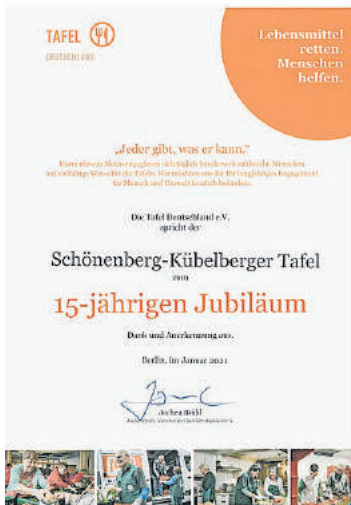 TAFEL
DEUTSCHLAND
Lebensmittel
retten.
Menschen
helfen.
„Jeder gibt, was er kann.“
Die Tafel Deutschland e.V.
spricht der
Schönenberg-Kübelberger Tafel
zum
15-jährigen Jubiläum
Dank und Anerkennung aus.
Berlin, im Januar 2021
Jochen Brühl